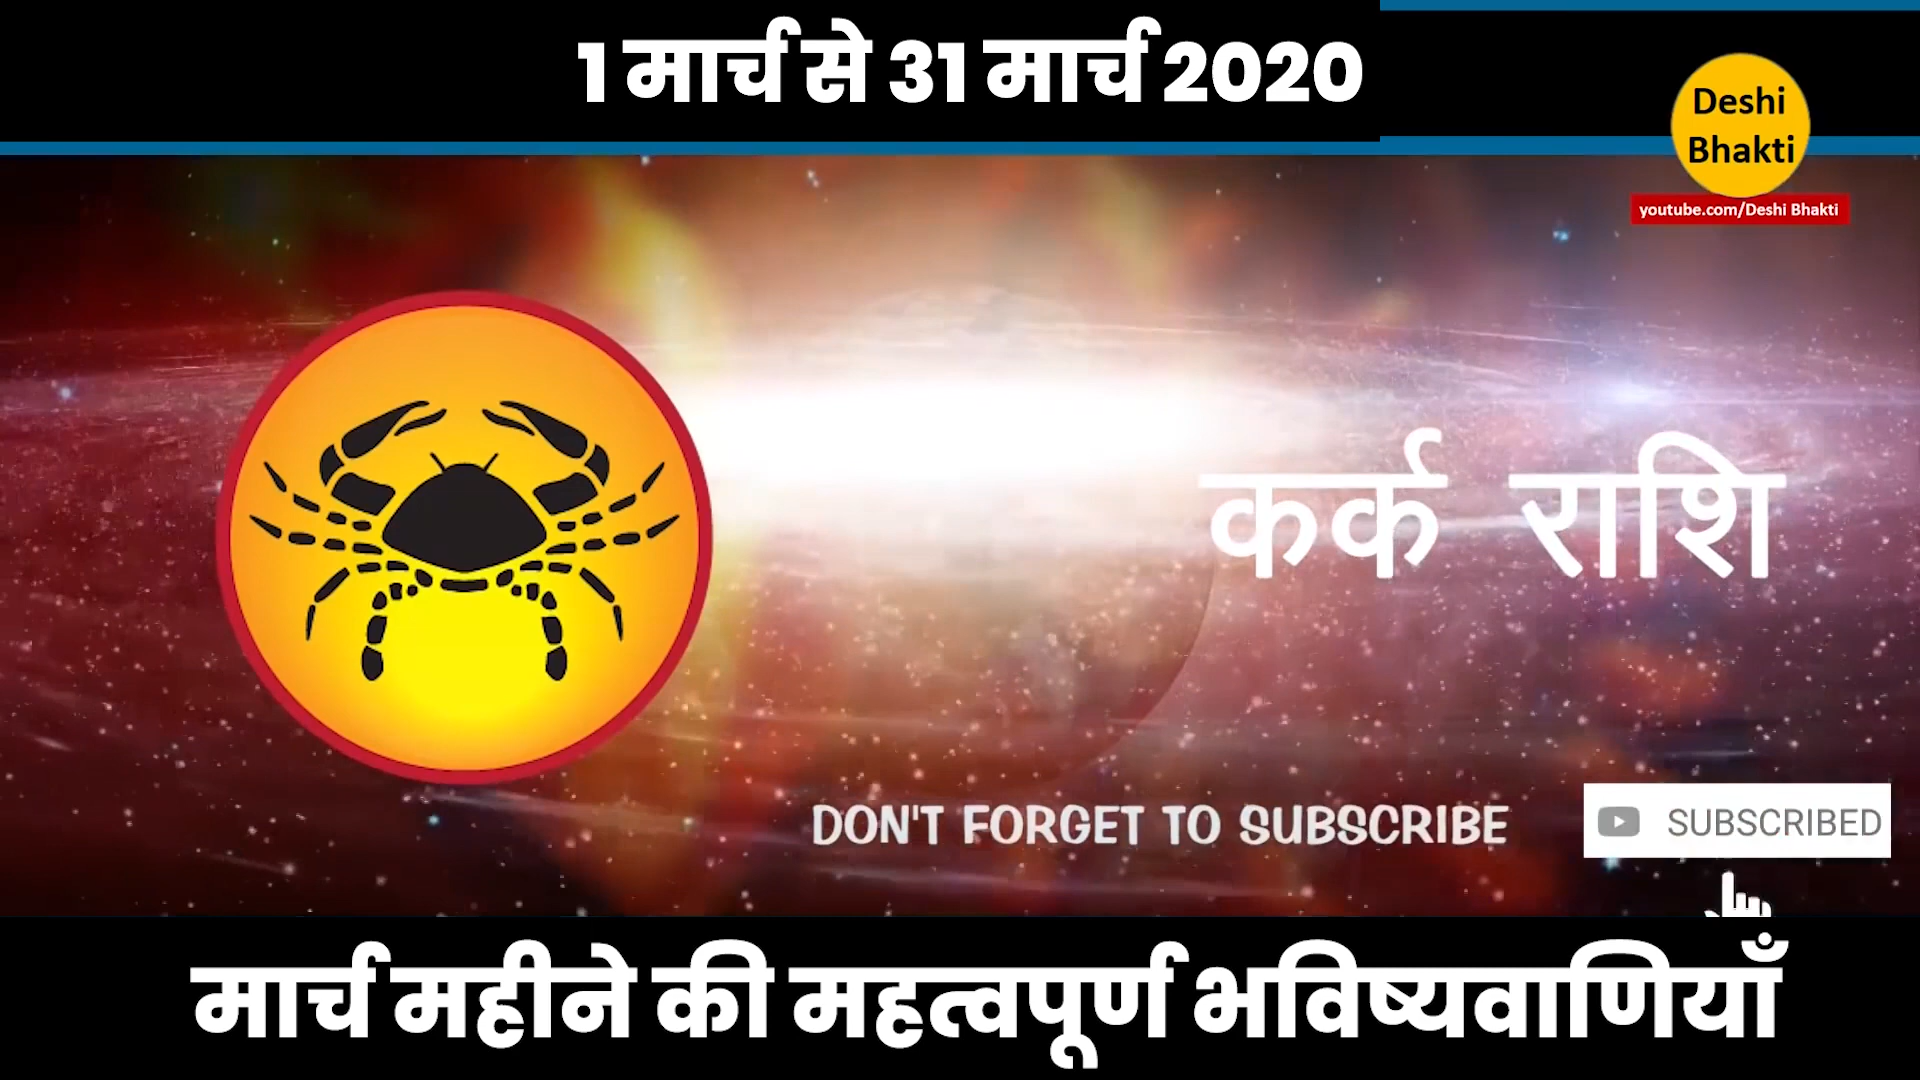 1 मार्च से 31 मार्च 2020
Deshi
Bhakti
youtube.com/Deshi Bhakti
कर्क राशि
DON'T FORGET TO SUBSCRIBE
SUBSCRIBED
मार्च महीने की महत्वपूर्ण भविष्यवाणियाँ